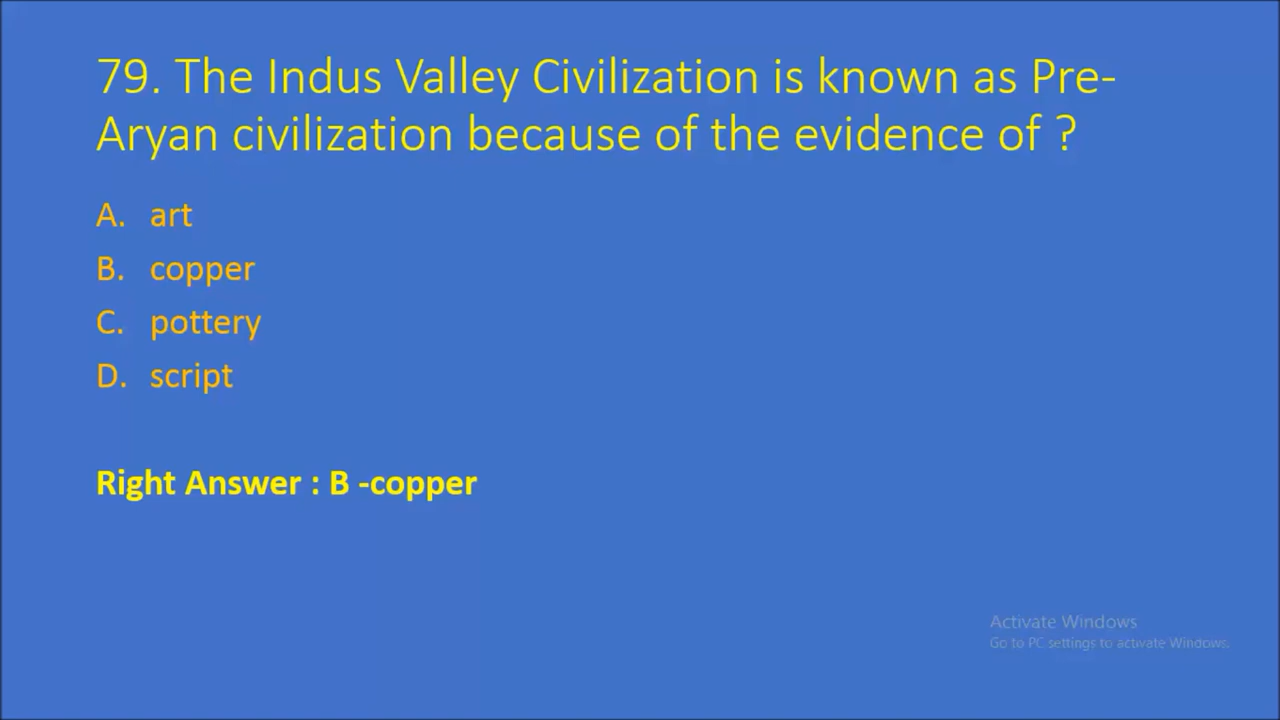 79. The Indus Valley Civilization is known as Pre-
Aryan civilization because of the evidence of ?
A. art
B. copper
C. pottery
D. script
Right Answer : B -copper
Activate Windows
Go to PC settings to activate Windows.